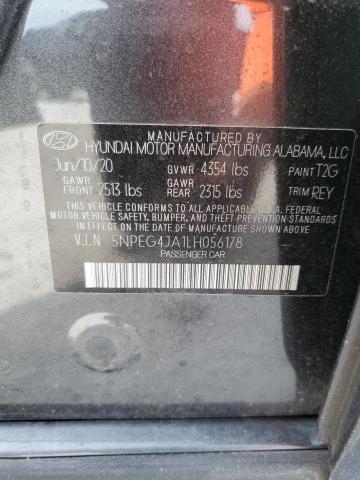 MANUFACTURED BY
HYUNDAI MOTOR MANUFACTURING ALABAMA, LLC
Jun/10/20 GVWR 4354 lbs PAINT T2G
GAWR FRONT 2513 lbs GAWR REAR 2315 lbs TRIM REY
THIS VEHICLE CONFORMS TO ALL APPLICABLE U.S.A FEDERAL
MOTOR VEHICLE SAFETY, BUMPER, AND THEFT PREVENTION STANDARDS
IN EFFECT ON THE DATE OF MANUFACTURE SHOWN ABOVE.
V.I.N 5NPEG4JA1LH056178
PASSENGER CAR